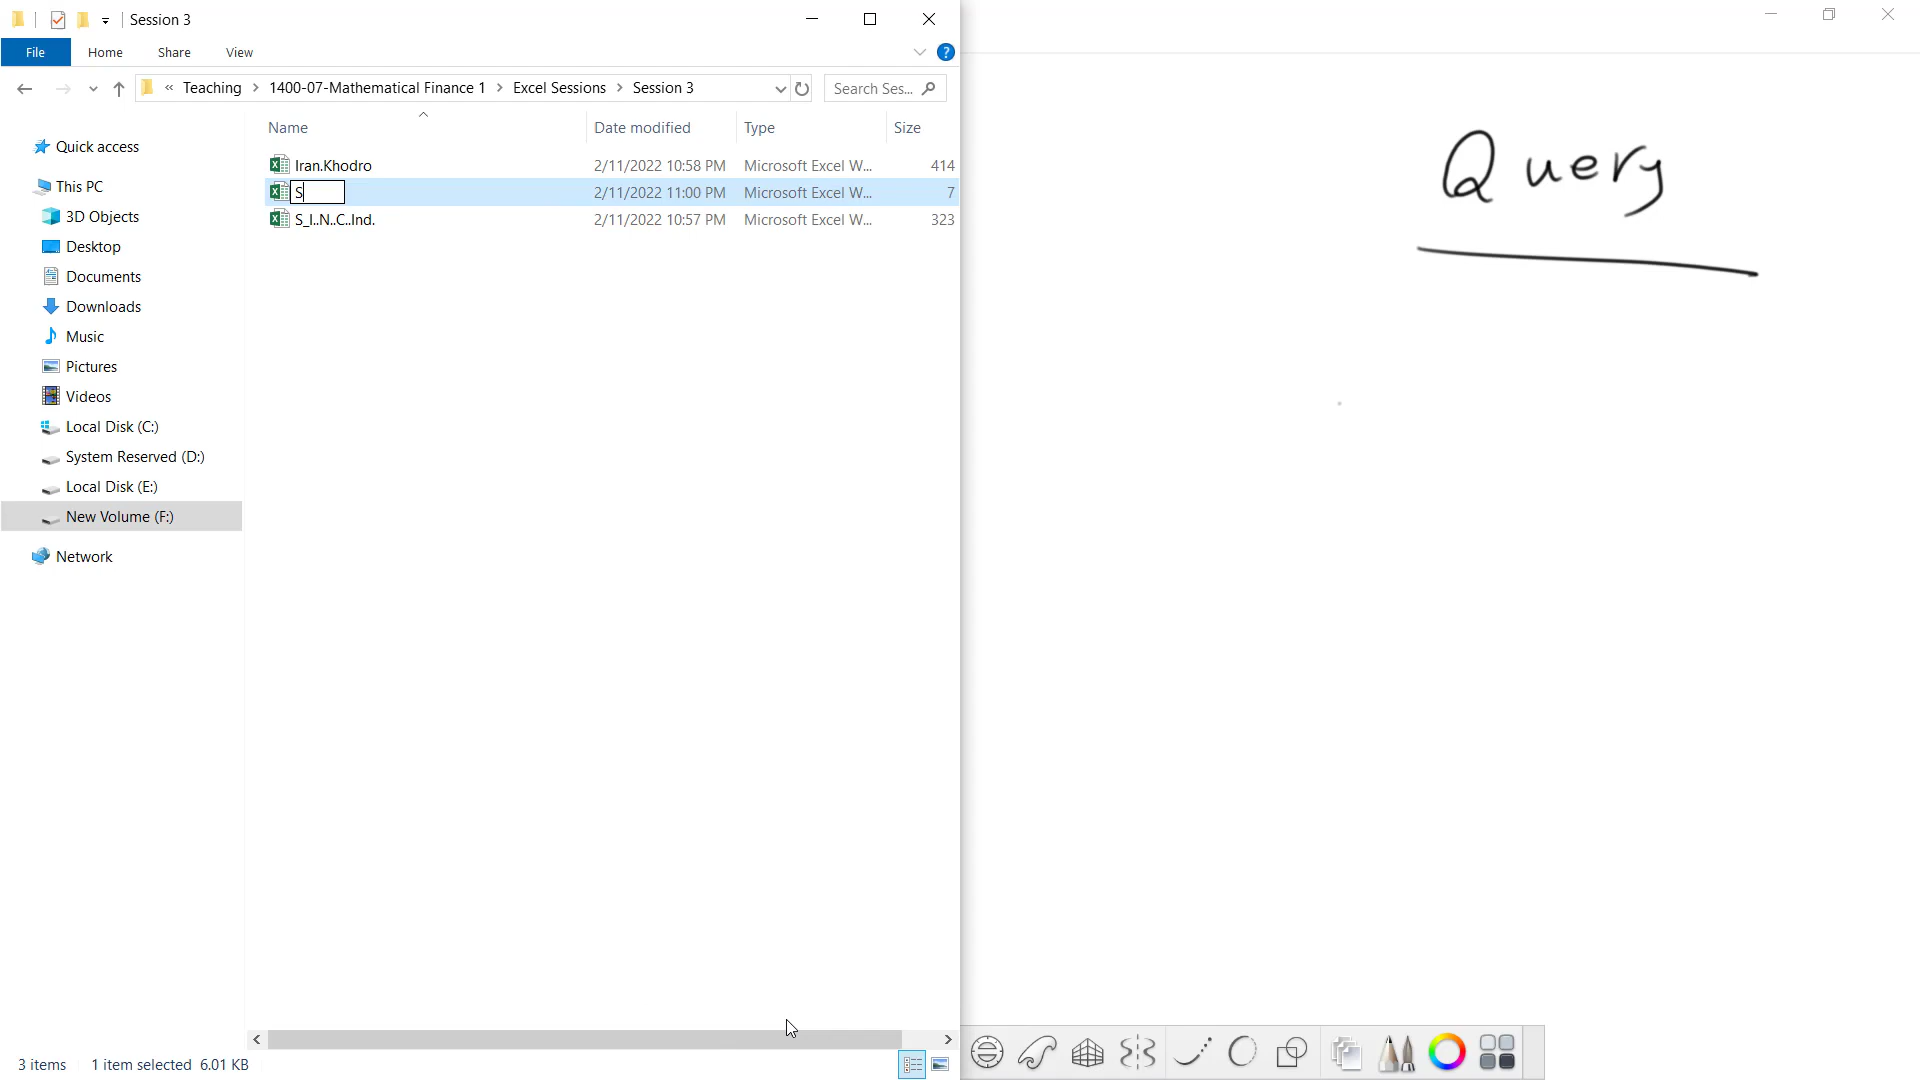 Session 3
File Home Share View
« Teaching > 1400-07-Mathematical Finance 1 > Excel Sessions > Session 3
Search Ses...
Name Date modified Type Size
Iran.Khodro 2/11/2022 10:58 PM Microsoft Excel W... 414
S 2/11/2022 11:00 PM Microsoft Excel W... 7
S_I..N..C..Ind. 2/11/2022 10:57 PM Microsoft Excel W... 323
Quick access
This PC
3D Objects
Desktop
Documents
Downloads
Music
Pictures
Videos
Local Disk (C:)
System Reserved (D:)
Local Disk (E:)
New Volume (F:)
Network
3 items 1 item selected 6.01 KB
Query